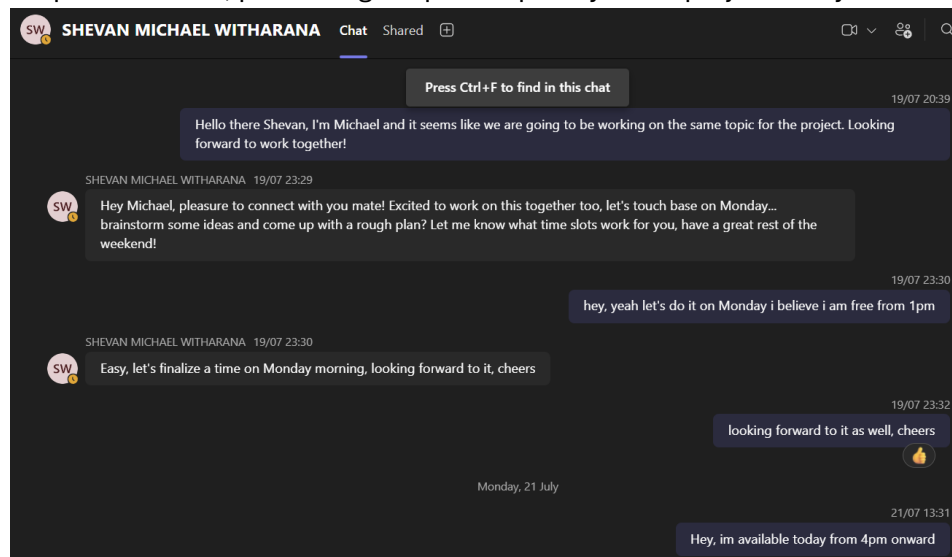 SW SHEVAN MICHAEL WITHARANA Chat Shared
Press Ctrl+F to find in this chat
19/07 20:39
Hello there Shevan, I'm Michael and it seems like we are going to be working on the same topic for the project. Looking
forward to work together!
SHEVAN MICHAEL WITHARANA 19/07 23:29
SW
Hey Michael, pleasure to connect with you mate! Excited to work on this together too, let's touch base on Monday...
brainstorm some ideas and come up with a rough plan? Let me know what time slots work for you, have a great rest of the
weekend!
19/07 23:30
hey, yeah let's do it on Monday i believe i am free from 1pm
SHEVAN MICHAEL WITHARANA 19/07 23:30
SW
Easy, let's finalize a time on Monday morning, looking forward to it, cheers
19/07 23:32
looking forward to it as well, cheers
Monday, 21 July
21/07 13:31
Hey, im available today from 4pm onward